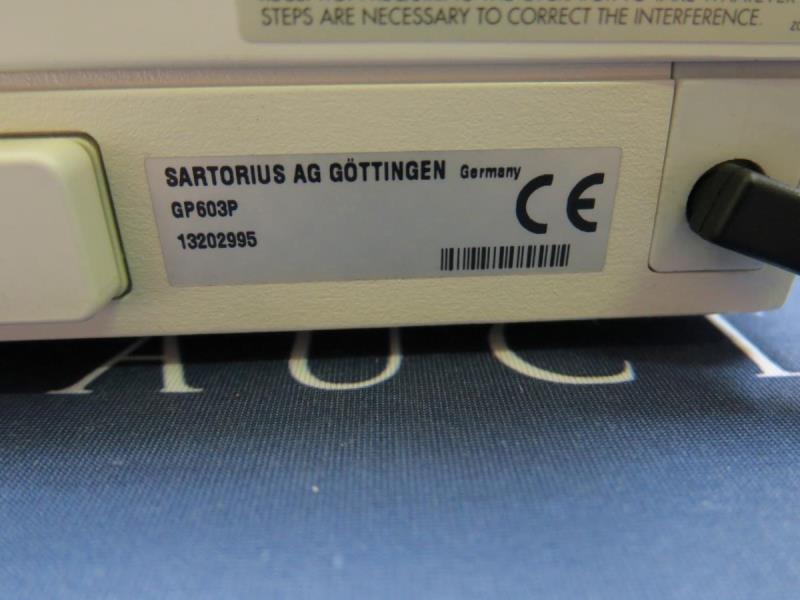 STEPS ARE NECESSARY TO CORRECT THE INTERFERENCE.
SARTORIUS AG GÖTTINGEN Germany
GP603P
13202995
CE
AUC